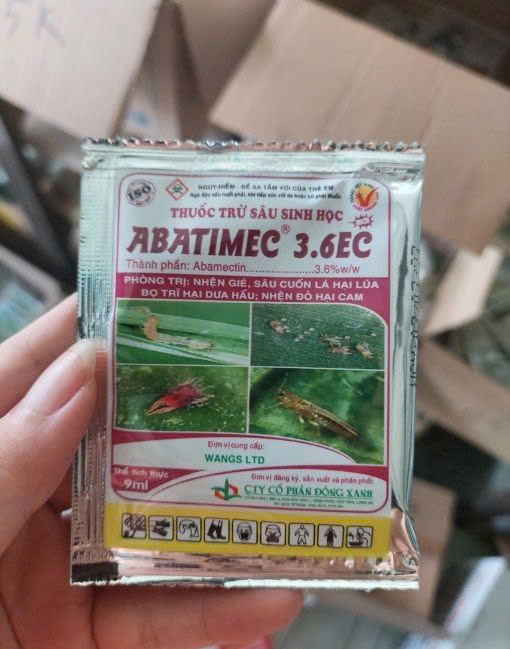 ISO
NGUY HIỂM - ĐỂ XA TẦM VỚI CỦA TRẺ EM
THUỐC TRỪ SÂU SINH HỌC
ABATIMEC® 3.6EC
Thành phần: Abamectin......................3.6%w/w
PHÒNG TRỊ: NHỆN GIÉ, SÂU CUỐN LÁ HẠI LÚA
BỌ TRĨ HẠI DƯA HẤU; NHỆN ĐỎ HẠI CAM
Đơn vị cung cấp:
WANGS LTD
Thể tích thực
9ml
Đơn vị đăng ký, sản xuất và phân phối
CTY CỔ PHẦN ĐỒNG XANH